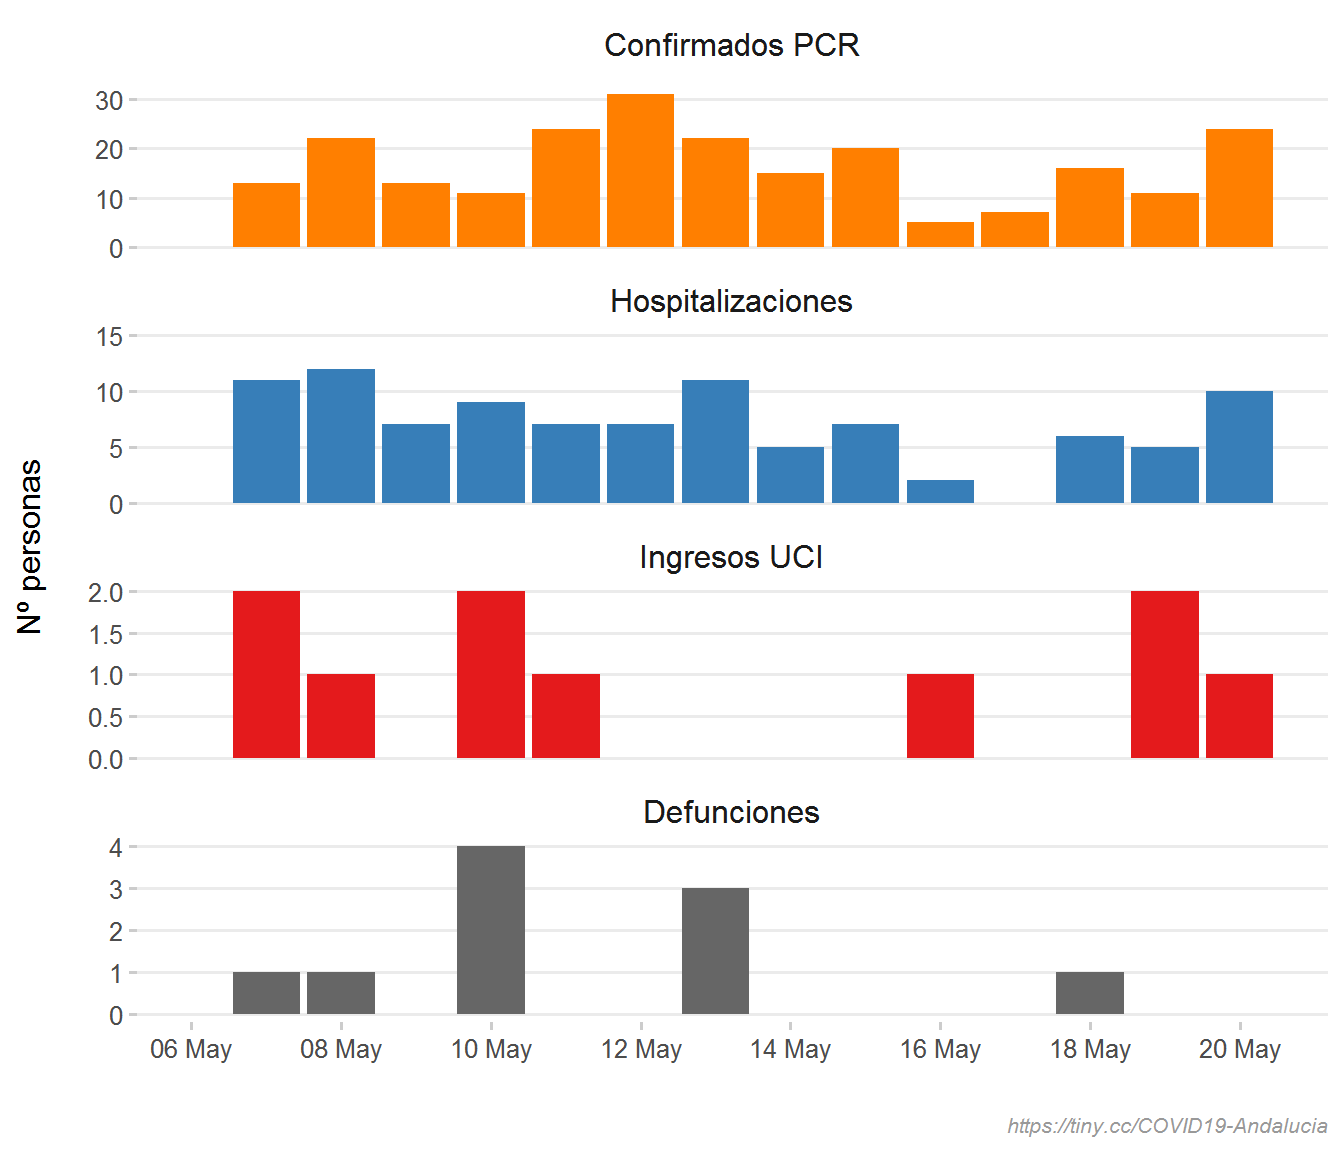 Confirmados PCR
30
20
10
0
Hospitalizaciones
15
10
5
0
Nº personas
Ingresos UCI
2.0
1.5
1.0
0.5
0.0
Defunciones
4
3
2
1
0
06 May 08 May 10 May 12 May 14 May 16 May 18 May 20 May
https://tiny.cc/COVID19-Andalucia